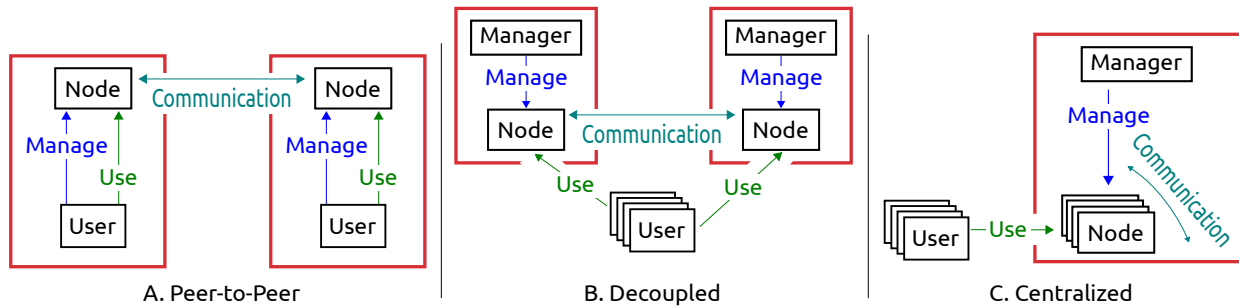 Node
Communication
Node
Manage
Use
Manage
Use
User
User
A. Peer-to-Peer
Manager
Manager
Manage
Manage
Node
Communication
Node
Use
Use
User
B. Decoupled
Manager
Manage
Communication
User
Use
Node
C. Centralized